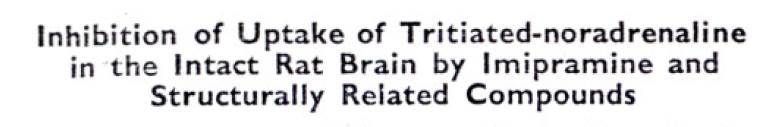 Inhibition of Uptake of Tritiated-noradrenaline
in the Intact Rat Brain by Imipramine and
Structurally Related Compounds